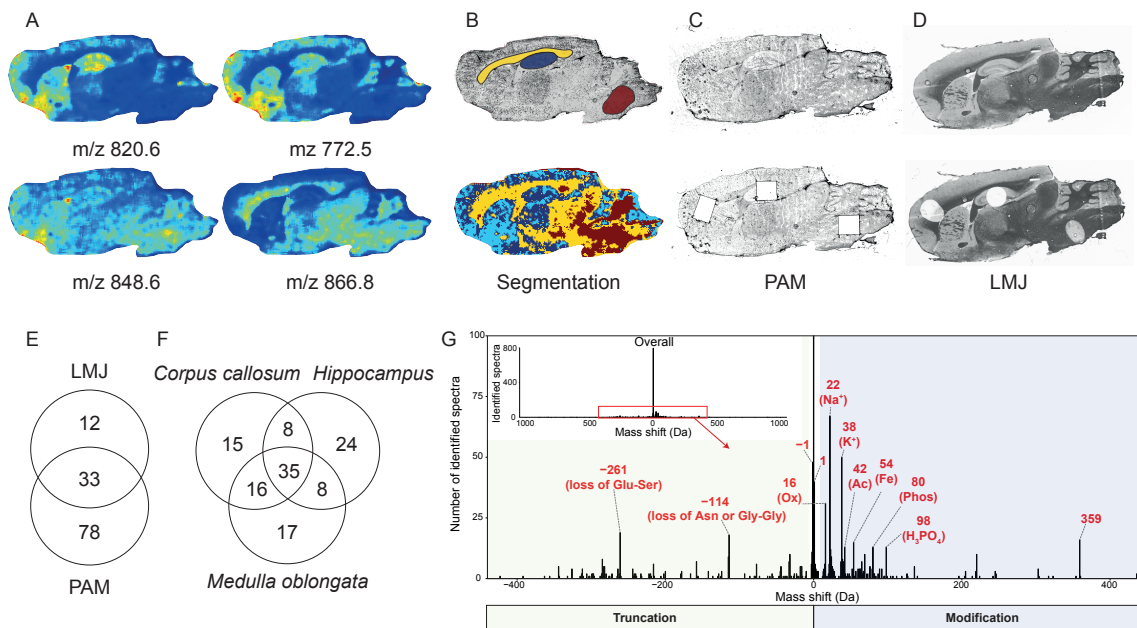 A
B
C
D
m/z 820.6
mz 772.5
m/z 848.6
m/z 866.8
Segmentation
PAM
LMJ
E
LMJ
12
33
78
PAM
F
Corpus callosum
Hippocampus
15
8
24
35
16
8
17
Medulla oblongata
G
Number of identified spectra
100
75
50
25
0
Overall
Identified spectra
800
400
0
1000
500
0
500
1000
Mass shift (Da)
−261
(loss of Glu-Ser)
−114
(loss of Asn or Gly-Gly)
−1
1
16
(Ox)
22
(Na⁺)
38
(K⁺)
42
(Ac)
54
(Fe)
80
(Phos)
98
(H₃PO₄)
359
−400
−200
0
200
400
Mass shift (Da)
Truncation
Modification